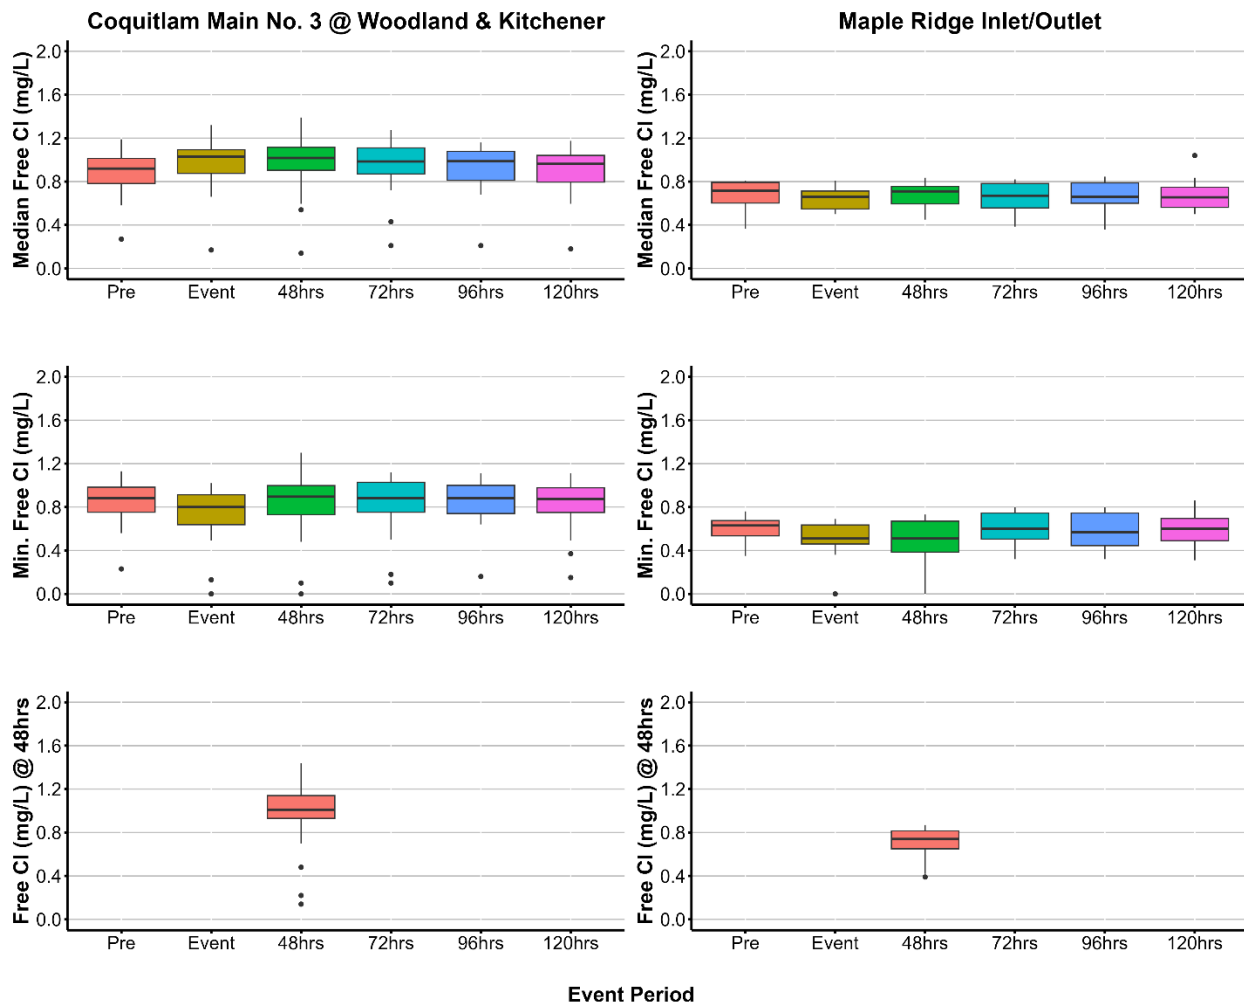 Coquitlam Main No. 3 @ Woodland & Kitchener
Median Free Cl (mg/L)
2.0
1.6
1.2
0.8
0.4
0.0
Pre Event 48hrs 72hrs 96hrs 120hrs
Maple Ridge Inlet/Outlet
Median Free Cl (mg/L)
2.0
1.6
1.2
0.8
0.4
0.0
Pre Event 48hrs 72hrs 96hrs 120hrs
Min. Free Cl (mg/L)
2.0
1.6
1.2
0.8
0.4
0.0
Pre Event 48hrs 72hrs 96hrs 120hrs
Min. Free Cl (mg/L)
2.0
1.6
1.2
0.8
0.4
0.0
Pre Event 48hrs 72hrs 96hrs 120hrs
Free Cl (mg/L) @ 48hrs
2.0
1.6
1.2
0.8
0.4
0.0
Pre Event 48hrs 72hrs 96hrs 120hrs
Free Cl (mg/L) @ 48hrs
2.0
1.6
1.2
0.8
0.4
0.0
Pre Event 48hrs 72hrs 96hrs 120hrs
Event Period